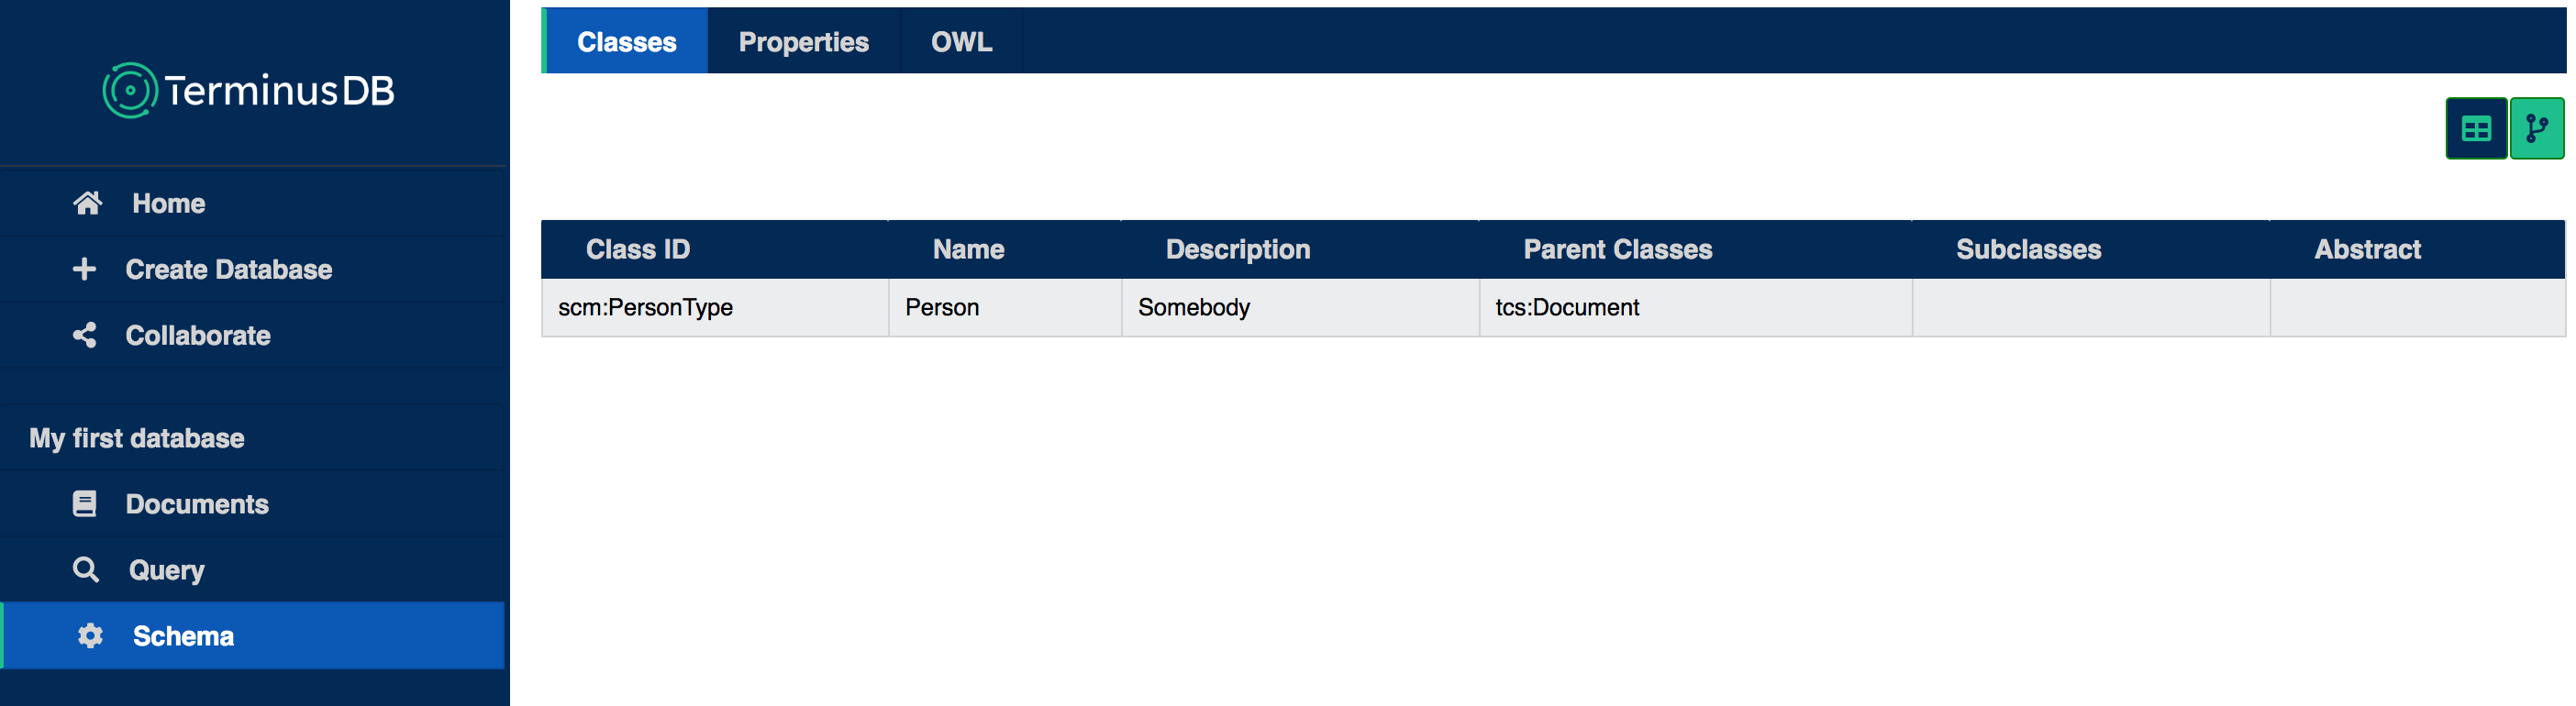 TerminusDB
Home
Create Database
Collaborate
My first database
Documents
Query
Schema
Classes Properties OWL
Class ID Name Description Parent Classes Subclasses Abstract
scm:PersonType Person Somebody tcs:Document